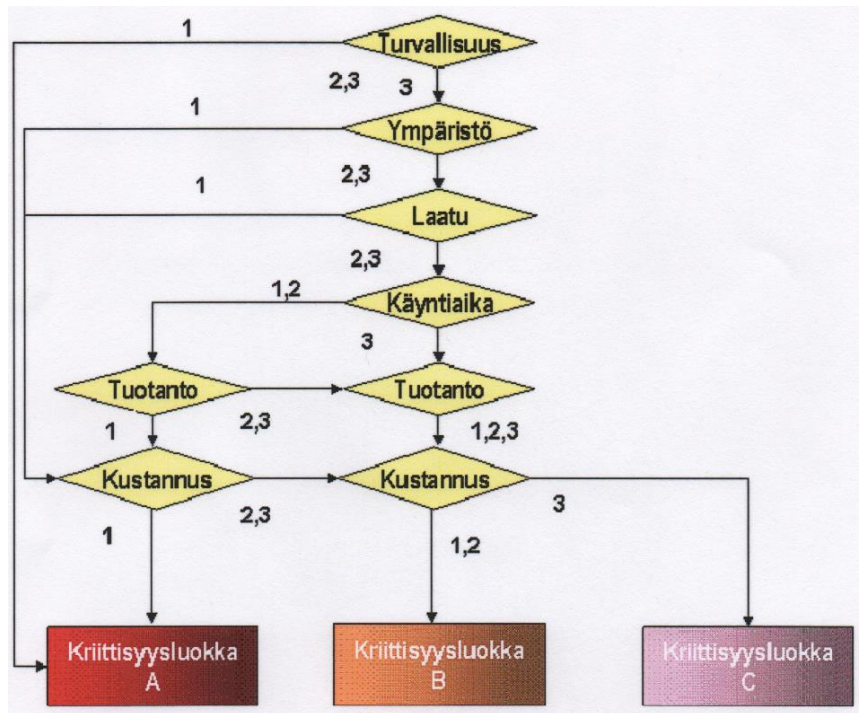 1
Turvallisuus
2,3
3
1
Ympäristö
2,3
1
Laatu
2,3
1,2
Käyntiaika
3
Tuotanto
Tuotanto
1
2,3
1,2,3
Kustannus
Kustannus
3
1
2,3
1,2
Kriittisyysluokka
A
Kriittisyysluokka
B
Kriittisyysluokka
C